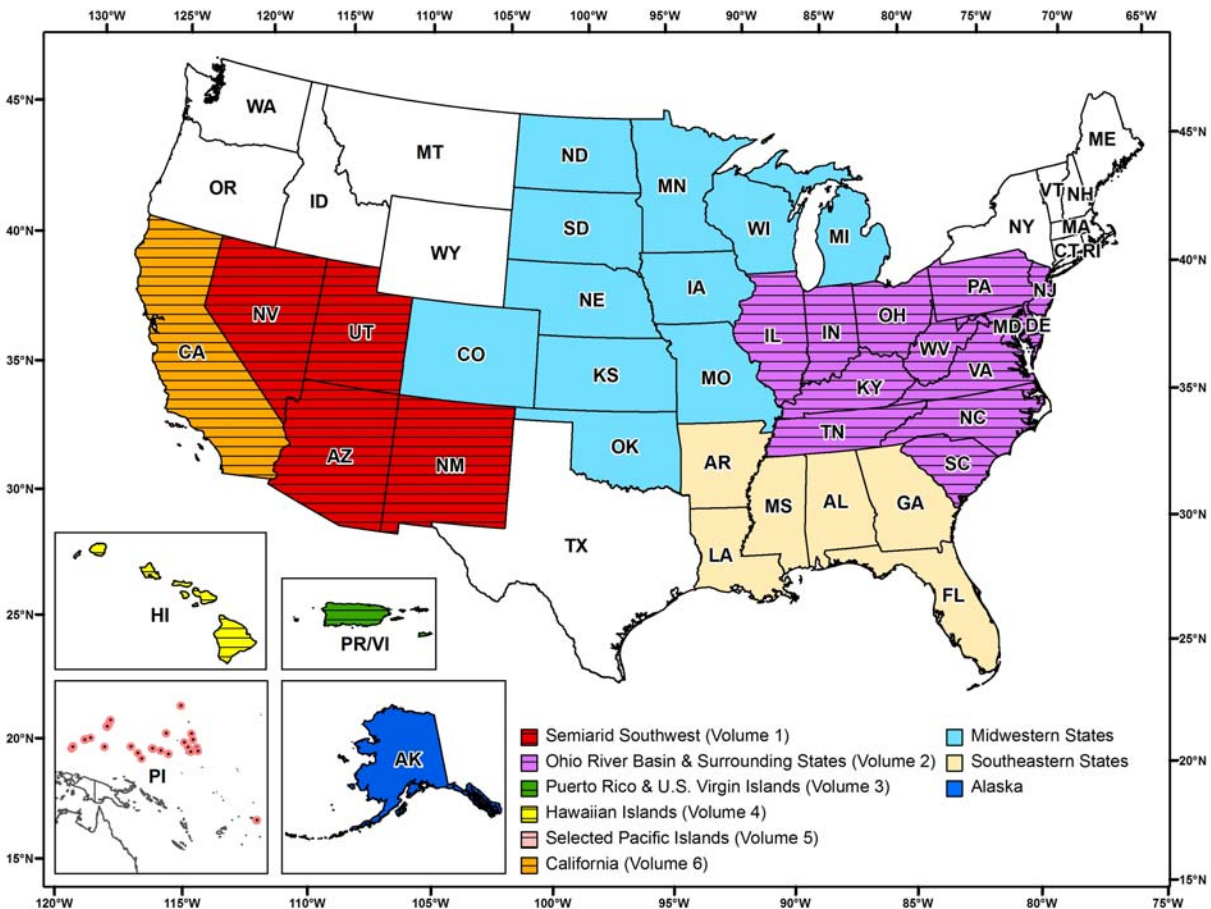 130°W 125°W 120°W 115°W 110°W 105°W 100°W 95°W 90°W 85°W 80°W 75°W 70°W 65°W
45°N
45°N
WA
MT
ND
MN
ME
OR
ID
SD
WI
MI
VT
NH
NY
MA
CT
RI
40°N
40°N
WY
NE
IA
PA
NJ
NV
UT
CO
IL
IN
OH
MD
DE
WV
CA
KS
MO
VA
35°N
35°N
KY
NC
TN
AZ
NM
OK
AR
SC
30°N
30°N
MS
AL
GA
TX
LA
FL
HI
PR/VI
25°N
25°N
20°N
20°N
PI
AK
Semiarid Southwest (Volume 1)
Ohio River Basin & Surrounding States (Volume 2)
Puerto Rico & U.S. Virgin Islands (Volume 3)
Hawaiian Islands (Volume 4)
Selected Pacific Islands (Volume 5)
California (Volume 6)
Midwestern States
Southeastern States
Alaska
15°N
15°N
120°W 115°W 110°W 105°W 100°W 95°W 90°W 85°W 80°W 75°W